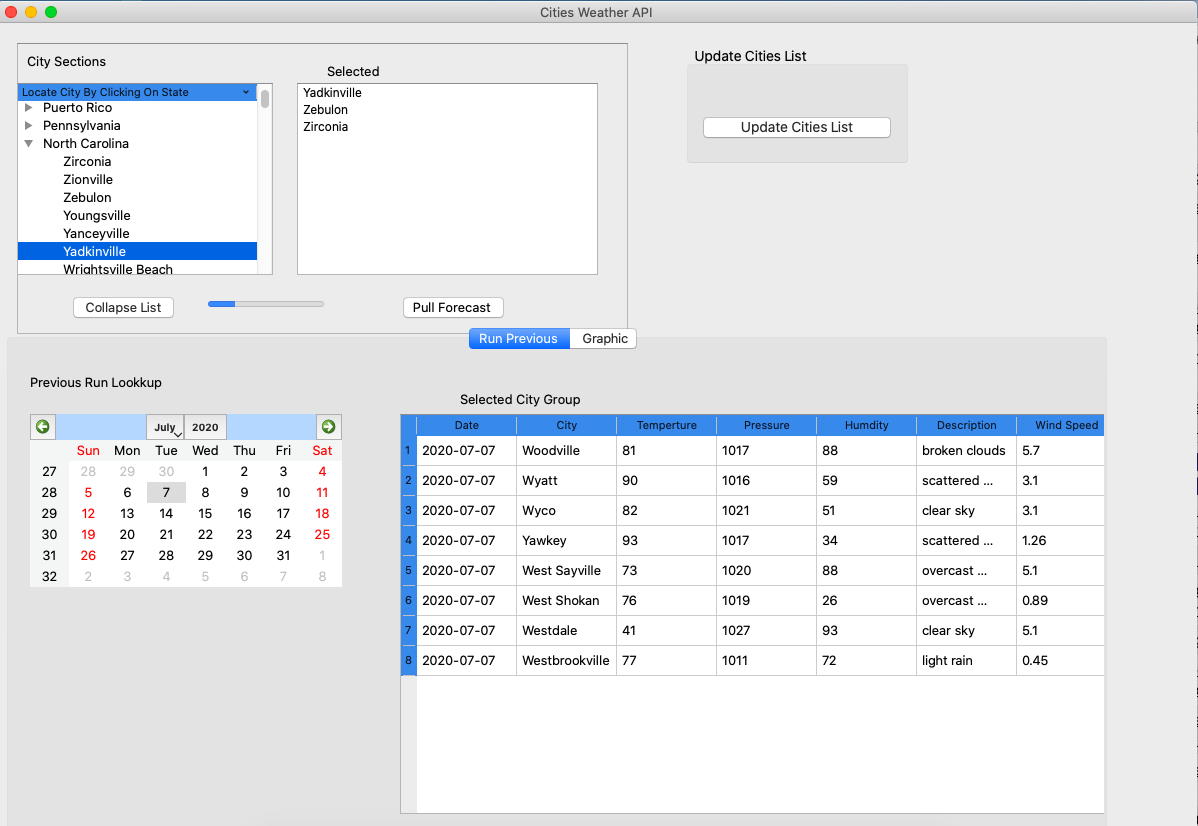 Cities Weather API
City Sections
Selected
Update Cities List
Locate City By Clicking On State
Puerto Rico
Pennsylvania
North Carolina
Zirconia
Zionville
Zebulon
Youngsville
Yanceyville
Yadkinville
Wrightsville Beach
Yadkinville
Zebulon
Zirconia
Update Cities List
Collapse List
Pull Forecast
Run Previous Graphic
Previous Run Lookkup
July 2020
Sun Mon Tue Wed Thu Fri Sat
27 28 29 30 1 2 3 4
28 5 6 7 8 9 10 11
29 12 13 14 15 16 17 18
30 19 20 21 22 23 24 25
31 26 27 28 29 30 31 1
32 2 3 4 5 6 7 8
Selected City Group
Date City Temperture Pressure Humdity Description Wind Speed
1 2020-07-07 Woodville 81 1017 88 broken clouds 5.7
2 2020-07-07 Wyatt 90 1016 59 scattered ... 3.1
3 2020-07-07 Wyco 82 1021 51 clear sky 3.1
4 2020-07-07 Yawkey 93 1017 34 scattered ... 1.26
5 2020-07-07 West Sayville 73 1020 88 overcast ... 5.1
6 2020-07-07 West Shokan 76 1019 26 overcast ... 0.89
7 2020-07-07 Westdale 41 1027 93 clear sky 5.1
8 2020-07-07 Westbrookville 77 1011 72 light rain 0.45